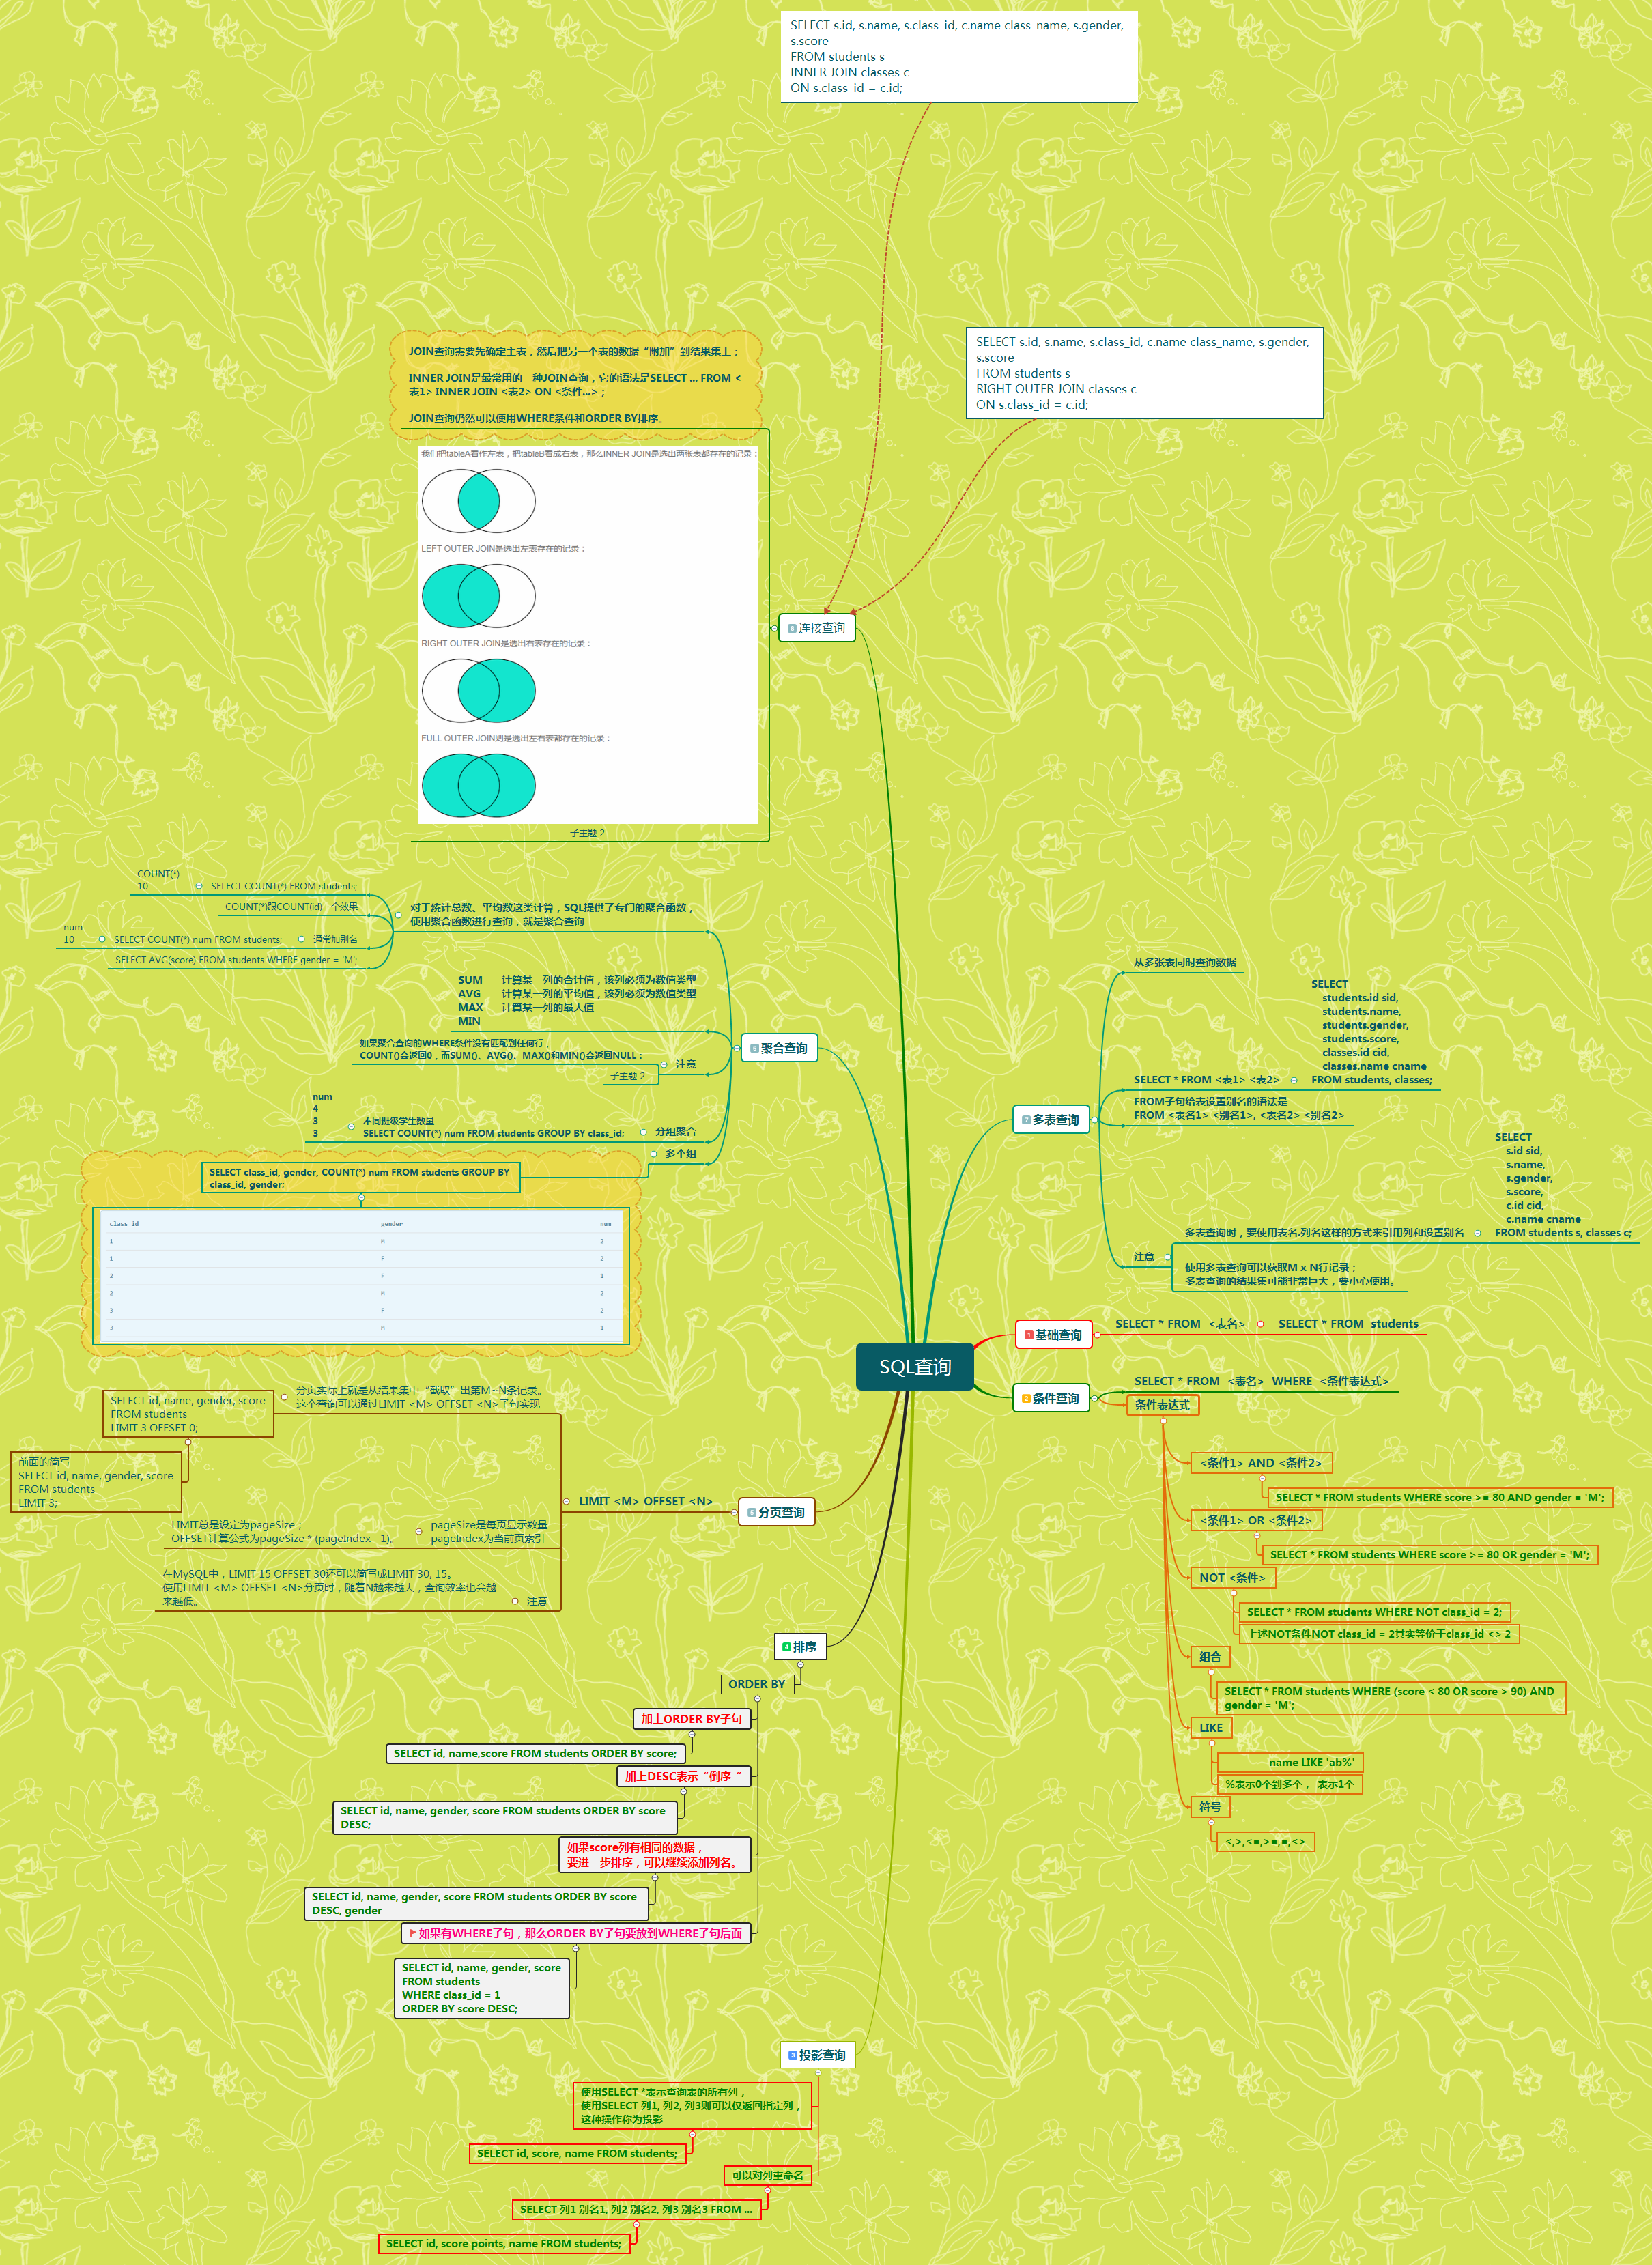 SELECT s.id, s.name, s.class_id, c.name class_name, s.gender,
s.score
FROM students s
INNER JOIN classes c
ON s.class_id = c.id;
SELECT s.id, s.name, s.class_id, c.name class_name, s.gender,
s.score
FROM students s
RIGHT OUTER JOIN classes c
ON s.class_id = c.id;
JOIN查询需要先确定主表，然后把另一个表的数据“附加”到结果集上；
INNER JOIN是最常用的一种JOIN查询，它的语法是SELECT ... FROM <
表1> INNER JOIN <表2> ON <条件...>；
JOIN查询仍然可以使用WHERE条件和ORDER BY排序。
我们把tableA看作左表，把tableB看成右表，那么INNER JOIN是选出两张表都存在的记录：
LEFT OUTER JOIN是选出左表存在的记录：
RIGHT OUTER JOIN是选出右表存在的记录：
FULL OUTER JOIN则是选出左右表都存在的记录：
子主题 2
8 连接查询
COUNT(*)
10
SELECT COUNT(*) FROM students;
COUNT(*)跟COUNT(id)一个效果
num
10
SELECT COUNT(*) num FROM students;
通常加别名
SELECT AVG(score) FROM students WHERE gender = 'M';
对于统计总数、平均数这类计算，SQL提供了专门的聚合函数，
使用聚合函数进行查询，就是聚合查询
SUM 计算某一列的合计值，该列必须为数值类型
AVG 计算某一列的平均值，该列必须为数值类型
MAX 计算某一列的最大值
MIN
6 聚合查询
如果聚合查询的WHERE条件没有匹配到任何行，
COUNT()会返回0，而SUM()、AVG()、MAX()和MIN()会返回NULL：
子主题 2
注意
num
4
3
3
不同班级学生数量
SELECT COUNT(*) num FROM students GROUP BY class_id;
分组聚合
多个组
SELECT class_id, gender, COUNT(*) num FROM students GROUP BY
class_id, gender;
class_id gender num
1 M 2
1 F 2
2 F 1
2 M 2
3 F 2
3 M 1
7 多表查询
从多张表同时查询数据
SELECT * FROM <表1> <表2>
SELECT
students.id sid,
students.name,
students.gender,
students.score,
classes.id cid,
classes.name cname
FROM students, classes;
FROM子句给表设置别名的语法是
FROM <表名1> <别名1>, <表名2> <别名2>
注意
多表查询时，要使用表名.列名这样的方式来引用列和设置别名
SELECT
s.id sid,
s.name,
s.gender,
s.score,
c.id cid,
c.name cname
FROM students s, classes c;
使用多表查询可以获取M x N行记录；
多表查询的结果集可能非常巨大，要小心使用。
SQL查询
1 基础查询
SELECT * FROM <表名>
SELECT * FROM students
2 条件查询
SELECT * FROM <表名> WHERE <条件表达式>
条件表达式
<条件1> AND <条件2>
SELECT * FROM students WHERE score >= 80 AND gender = 'M';
<条件1> OR <条件2>
SELECT * FROM students WHERE score >= 80 OR gender = 'M';
NOT <条件>
SELECT * FROM students WHERE NOT class_id = 2;
上述NOT条件NOT class_id = 2其实等价于class_id <> 2
组合
SELECT * FROM students WHERE (score < 80 OR score > 90) AND
gender = 'M';
LIKE
name LIKE 'ab%'
%表示0个到多个，_表示1个
符号
<,>,<=,>=,=,<>
5 分页查询
LIMIT <M> OFFSET <N>
分页实际上就是从结果集中“截取”出第M~N条记录。
这个查询可以通过LIMIT <M> OFFSET <N>子句实现
SELECT id, name, gender, score
FROM students
LIMIT 3 OFFSET 0;
前面的简写
SELECT id, name, gender, score
FROM students
LIMIT 3;
LIMIT总是设定为pageSize；
OFFSET计算公式为pageSize * (pageIndex - 1)。
pageSize是每页显示数量
pageIndex为当前页索引
在MySQL中，LIMIT 15 OFFSET 30还可以简写成LIMIT 30, 15。
使用LIMIT <M> OFFSET <N>分页时，随着N越来越大，查询效率也会越
来越低。
注意
4 排序
ORDER BY
加上ORDER BY子句
SELECT id, name,score FROM students ORDER BY score;
加上DESC表示“倒序“
SELECT id, name, gender, score FROM students ORDER BY score
DESC;
如果score列有相同的数据，
要进一步排序，可以继续添加列名。
SELECT id, name, gender, score FROM students ORDER BY score
DESC, gender
如果有WHERE子句，那么ORDER BY子句要放到WHERE子句后面
SELECT id, name, gender, score
FROM students
WHERE class_id = 1
ORDER BY score DESC;
3 投影查询
使用SELECT *表示查询表的所有列，
使用SELECT 列1, 列2, 列3则可以仅返回指定列，
这种操作称为投影
SELECT id, score, name FROM students;
可以对列重命名
SELECT 列1 别名1, 列2 别名2, 列3 别名3 FROM ...
SELECT id, score points, name FROM students;